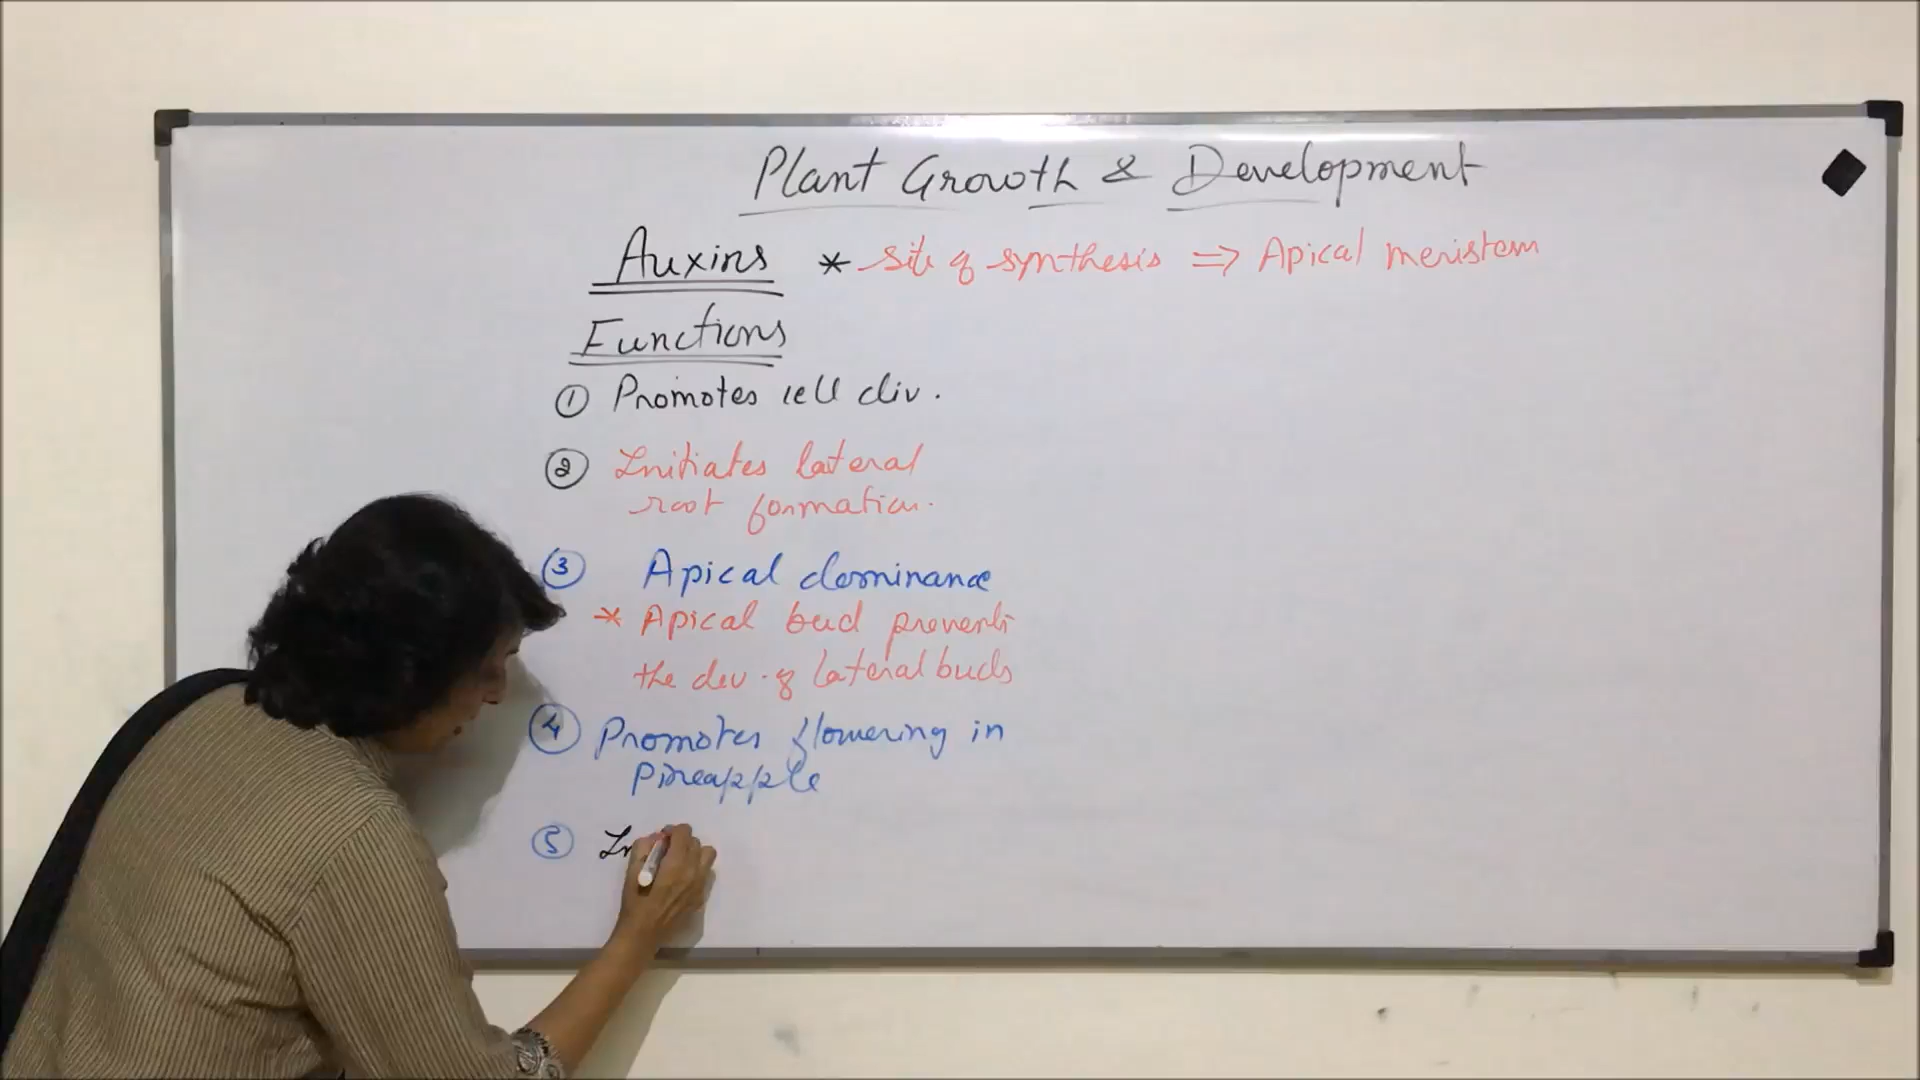 Plant Growth & Development
Auxins * Site of synthesis => Apical meristem
Functions
① Promotes cell div.
② Initiates lateral
root formation.
③ Apical dominance
* Apical bud prevents
the dev. of lateral buds
④ Promotes flowering in
Pineapple
⑤ In